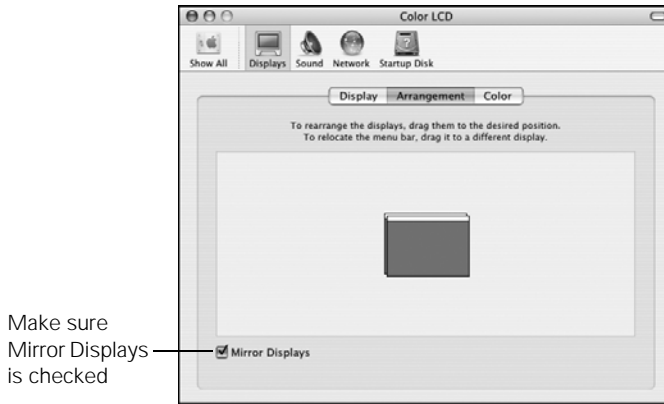 Color LCD
Show All Displays Sound Network Startup Disk
Display Arrangement Color
To rearrange the displays, drag them to the desired position.
To relocate the menu bar, drag it to a different display.
Make sure
Mirror Displays
is checked
Mirror Displays